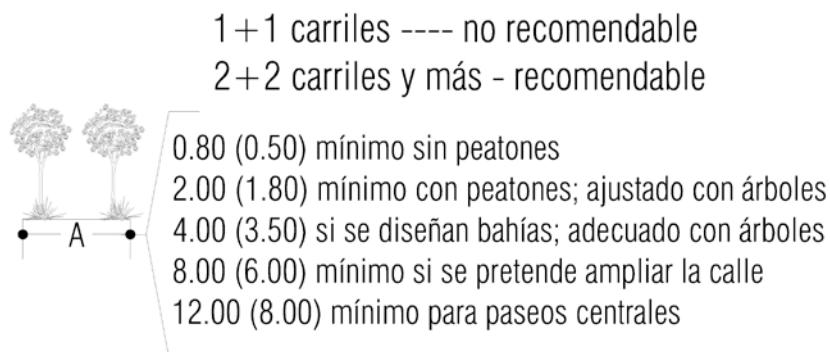 1+1 carriles ---- no recomendable
2+2 carriles y más - recomendable
0.80 (0.50) mínimo sin peatones
2.00 (1.80) mínimo con peatones; ajustado con árboles
A
4.00 (3.50) si se diseñan bahías; adecuado con árboles
8.00 (6.00) mínimo si se pretende ampliar la calle
12.00 (8.00) mínimo para paseos centrales